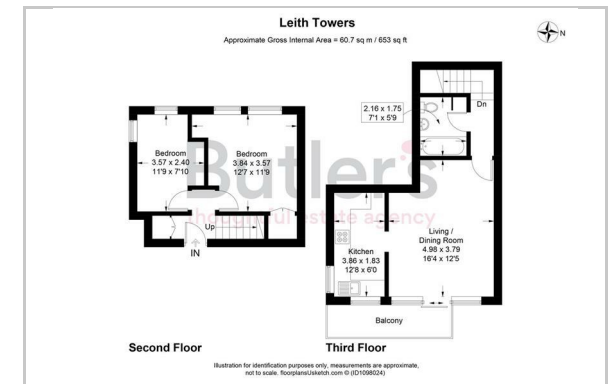 Leith Towers
Approximate Gross Internal Area = 60.7 sq m / 653 sq ft
N
2.16 x 1.75
7'1 x 5'9
Dn
Bedroom
3.57 x 2.40
11'9 x 7'10
Bedroom
3.84 x 3.57
12'7 x 11'9
Butler's
estate agency
Up
IN
Kitchen
3.86 x 1.83
12'8 x 6'0
Living /
Dining Room
4.98 x 3.79
16'4 x 12'5
Balcony
Second Floor
Third Floor
Illustration for identification purposes only, measurements are approximate,
not to scale. floorplansUsketch.com © (ID1098024)